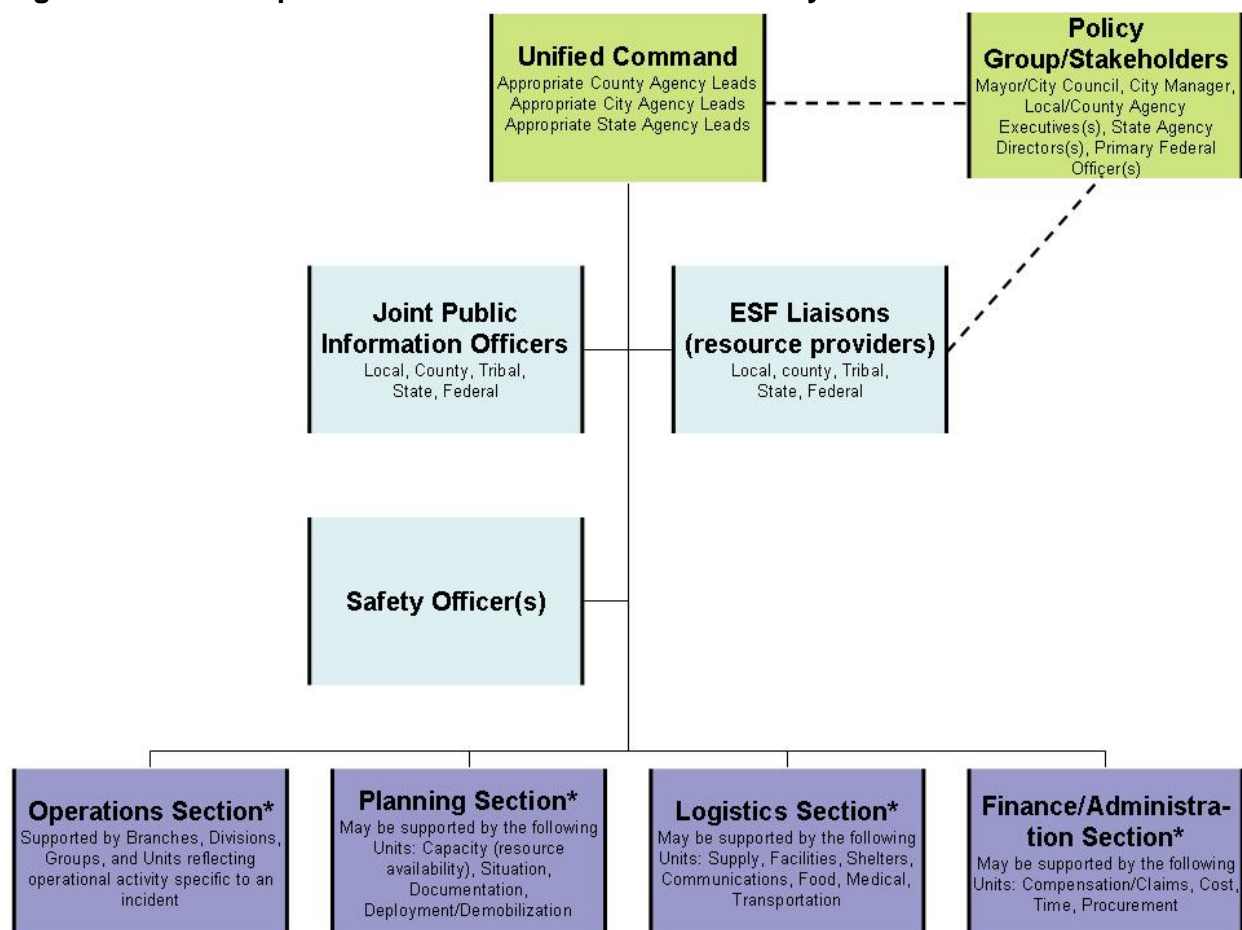 Unified Command
Appropriate County Agency Leads
Appropriate City Agency Leads
Appropriate State Agency Leads
Policy
Group/Stakeholders
Mayor/City Council, City Manager,
Local/County Agency
Executives(s), State Agency
Directors(s), Primary Federal
Officer(s)
Joint Public
Information Officers
Local, County, Tribal,
State, Federal
ESF Liaisons
(resource providers)
Local, county, Tribal,
State, Federal
Safety Officer(s)
Operations Section*
Supported by Branches, Divisions,
Groups, and Units reflecting
operational activity specific to an
incident
Planning Section*
May be supported by the following
Units: Capacity (resource
availability), Situation,
Documentation,
Deployment/Demobilization
Logistics Section*
May be supported by the following
Units: Supply, Facilities, Shelters,
Communications, Food, Medical,
Transportation
Finance/Administra-
tion Section*
May be supported by the following
Units: Compensation/Claims, Cost,
Time, Procurement